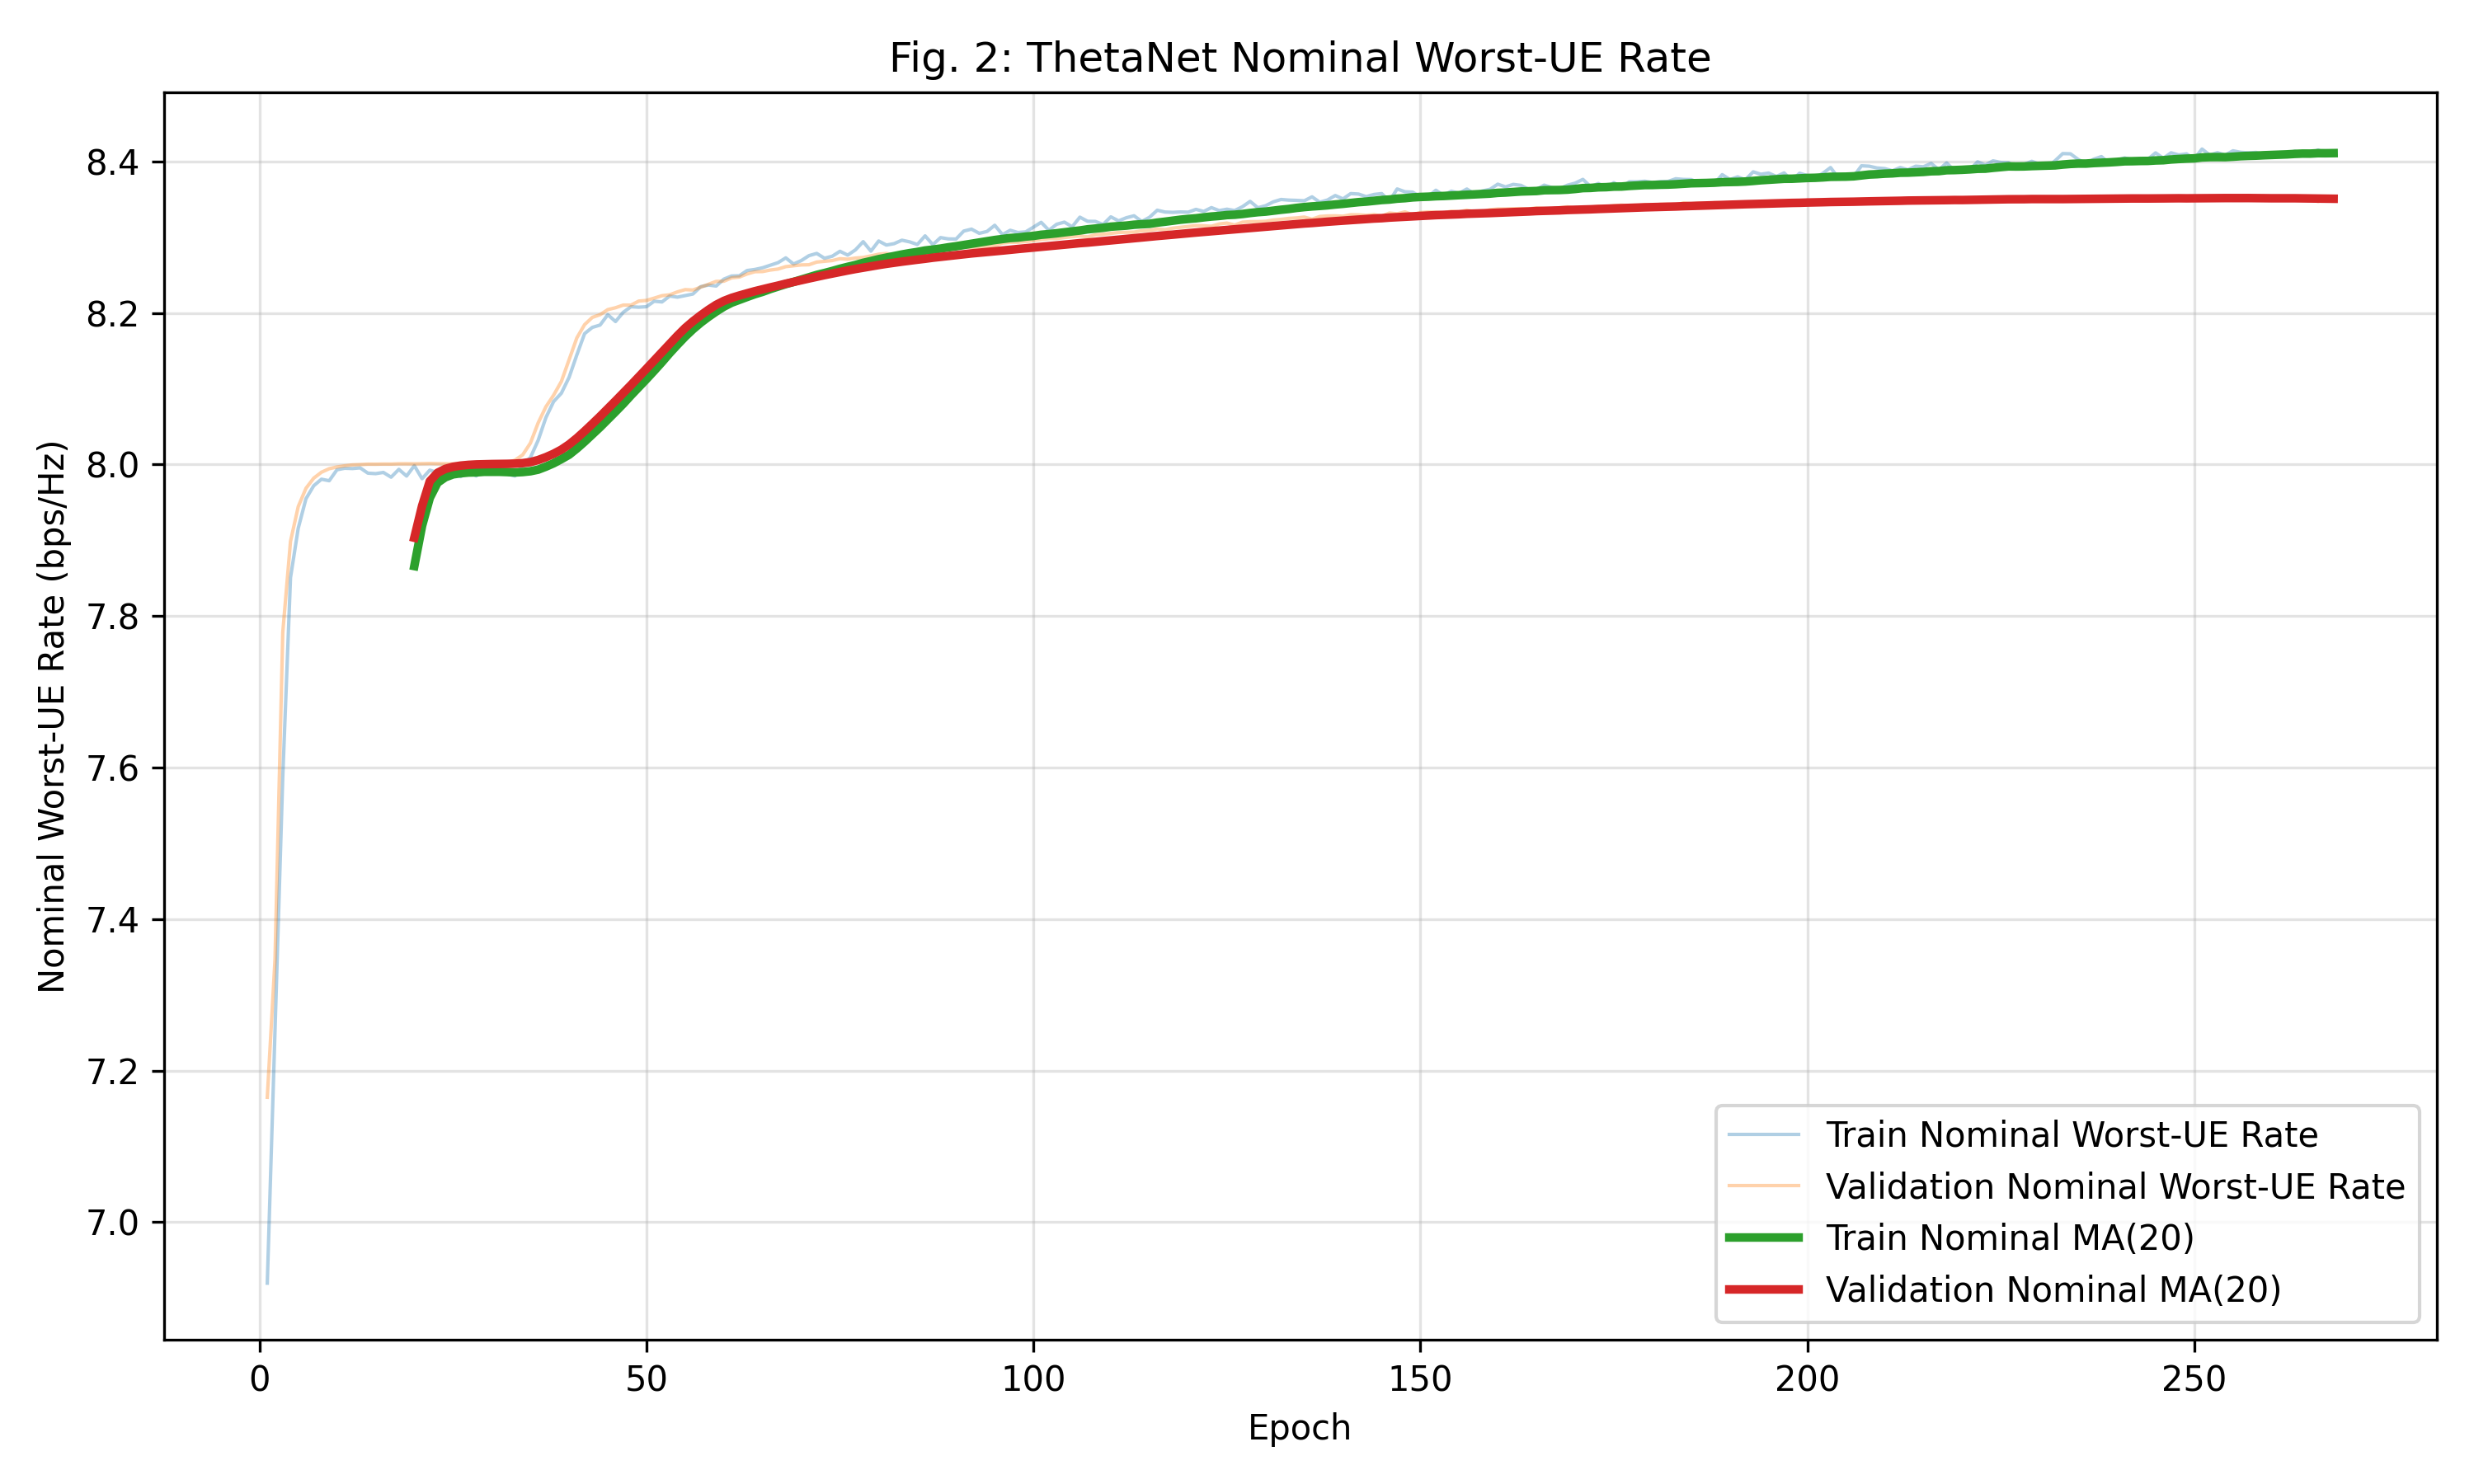 Fig. 2: ThetaNet Nominal Worst-UE Rate
Nominal Worst-UE Rate (bps/Hz)
8.4
8.2
8.0
7.8
7.6
7.4
7.2
7.0
Train Nominal Worst-UE Rate
Validation Nominal Worst-UE Rate
Train Nominal MA(20)
Validation Nominal MA(20)
0 50 100 150 200 250
Epoch